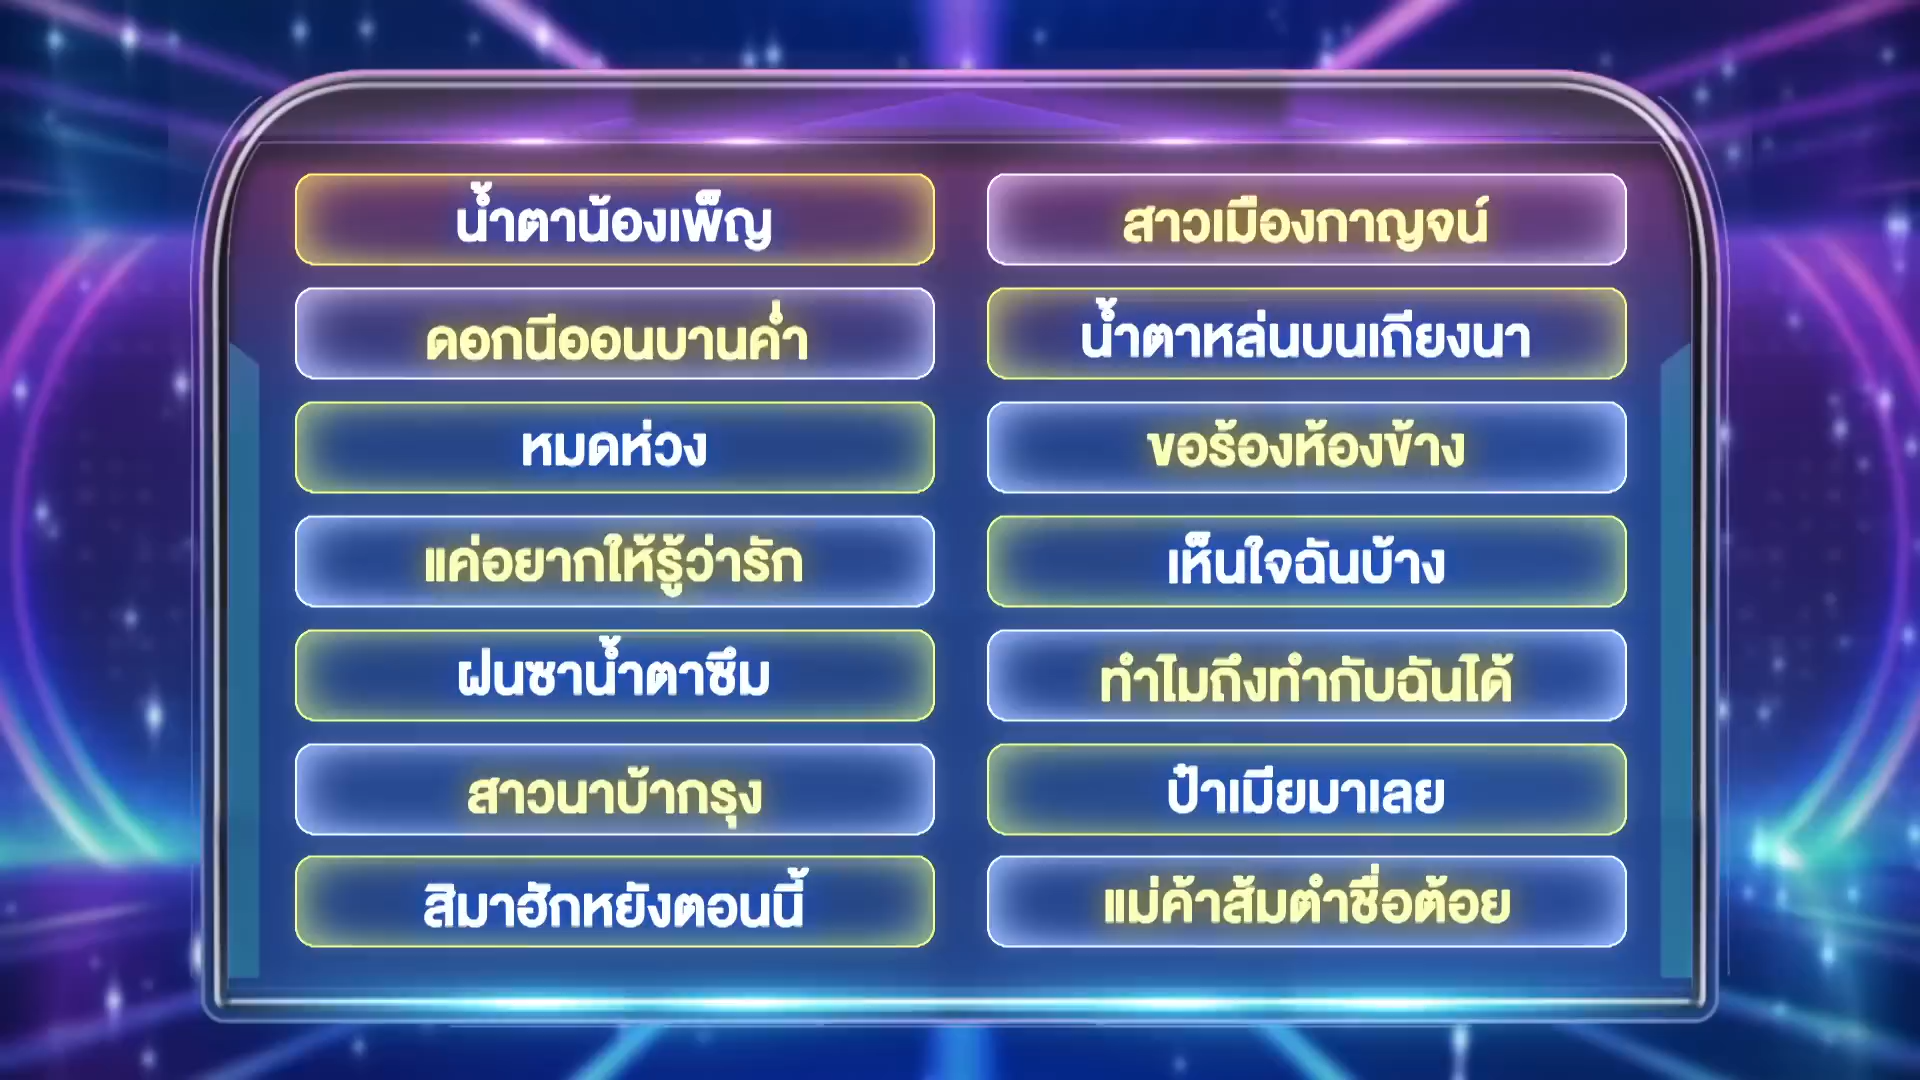 น้ำตาน้องเพ็ญ
สาวเมืองกาญจน์
ดอกนีออนบานค่ำ
น้ำตาหล่นบนเถียงนา
หมดห่วง
ขอร้องห้องข้าง
แค่อยากให้รู้ว่ารัก
เห็นใจฉันบ้าง
ฝนซาน้ำตาซึม
ทำไมถึงทำกับฉันได้
สาวนาบ้ากรุง
ป๋าเมียมาเลย
สิมาฮักหยังตอนนี้
แม่ค้าส้มตำชื่อต้อย